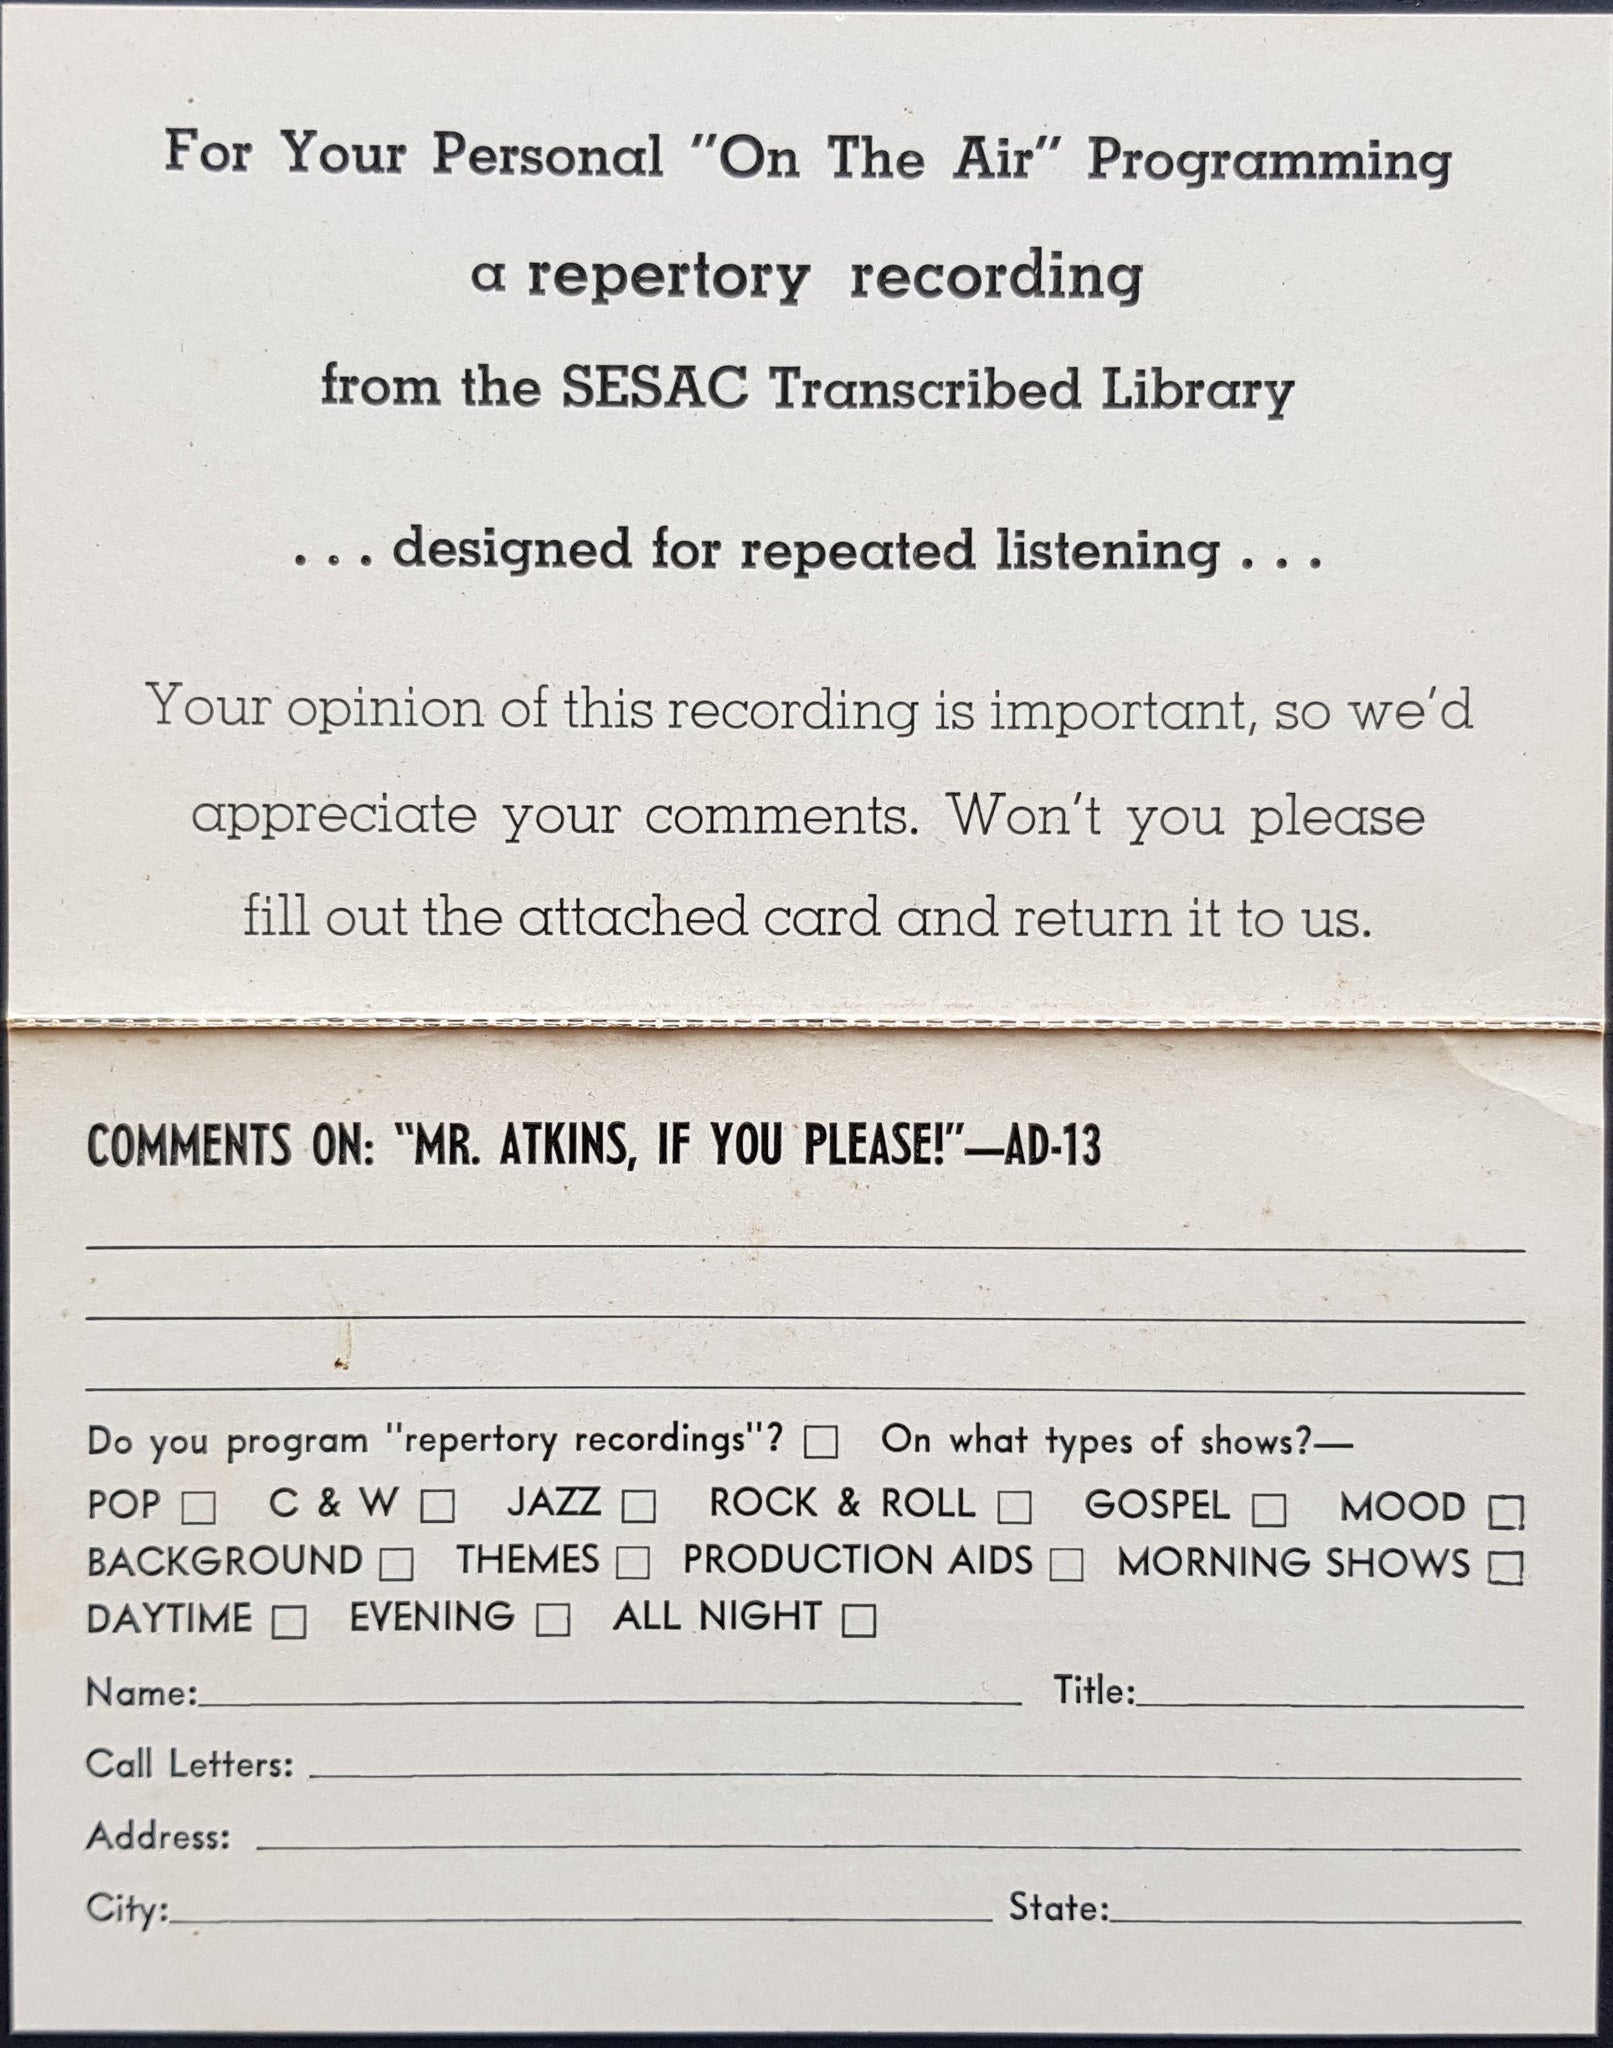 For Your Personal "On The Air" Programming
a repertory recording
from the SESAC Transcribed Library
. . . designed for repeated listening . . .
Your opinion of this recording is important, so we'd
appreciate your comments. Won't you please
fill out the attached card and return it to us.
COMMENTS ON: "MR. ATKINS, IF YOU PLEASE!"—AD-13
Do you program "repertory recordings"? ☐ On what types of shows?—
POP ☐ C & W ☐ JAZZ ☐ ROCK & ROLL ☐ GOSPEL ☐ MOOD ☐
BACKGROUND ☐ THEMES ☐ PRODUCTION AIDS ☐ MORNING SHOWS ☐
DAYTIME ☐ EVENING ☐ ALL NIGHT ☐
Name: Title:
Call Letters:
Address:
City: State: